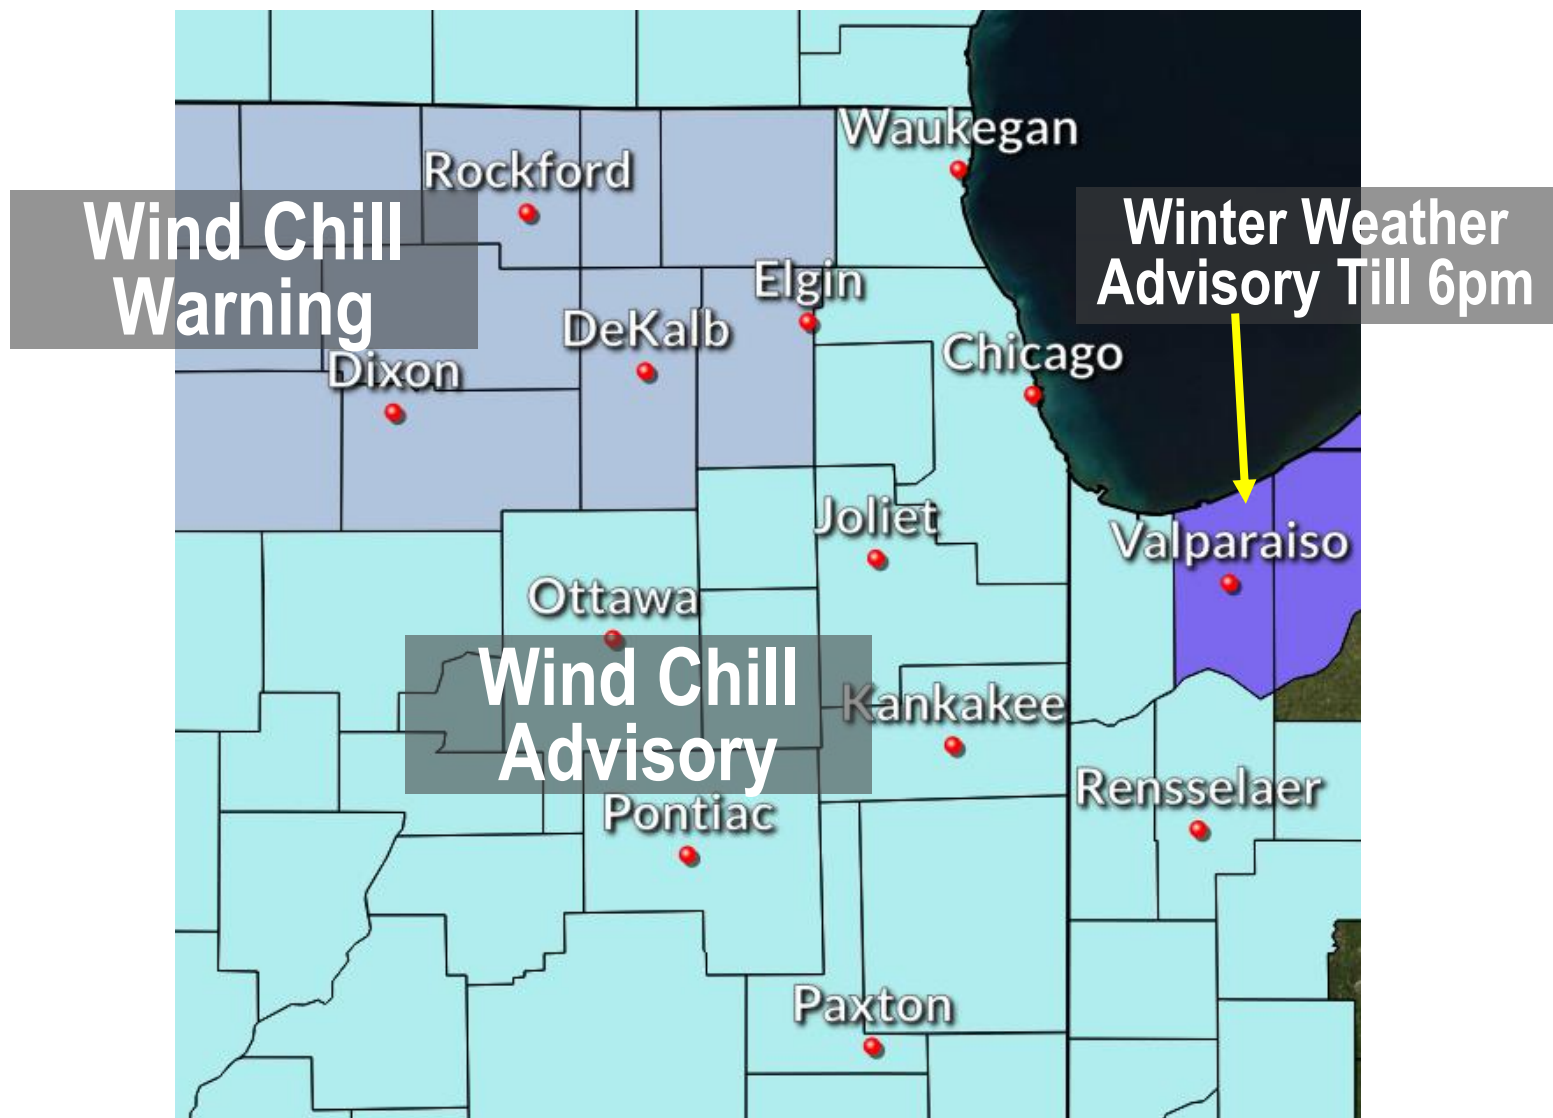 Waukegan
Rockford
Wind Chill
Warning
Winter Weather
Advisory Till 6pm
Elgin
DeKalb
Chicago
Dixon
Joliet
Valparaiso
Ottawa
Wind Chill
Advisory
Kankakee
Rensselaer
Pontiac
Paxton